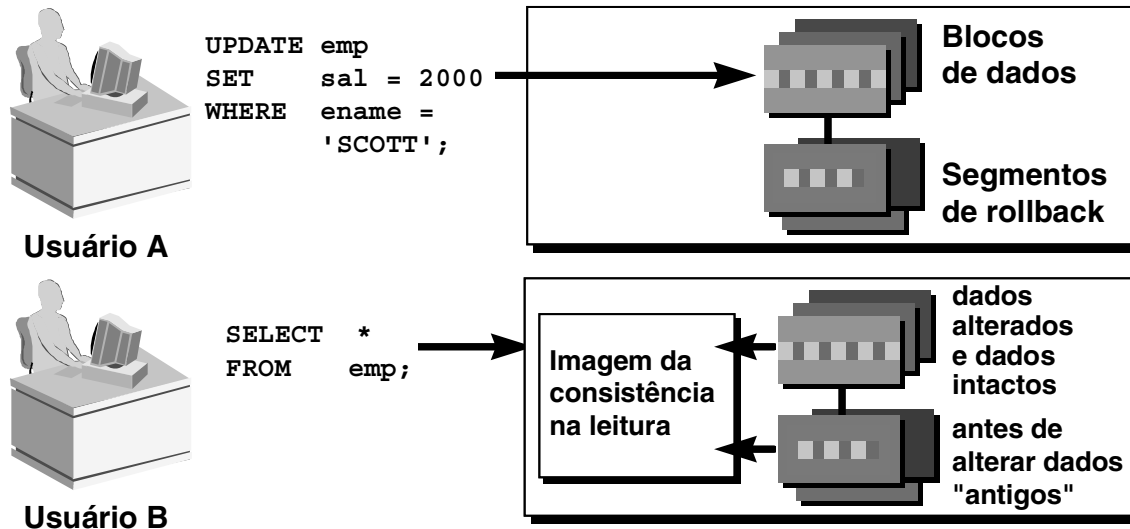 UPDATE emp
SET sal = 2000
WHERE ename =
'SCOTT';
Blocos
de dados
Segmentos
de rollback
Usuário A
SELECT *
FROM emp;
Imagem da
consistência
na leitura
dados
alterados
e dados
intactos
antes de
alterar dados
"antigos"
Usuário B